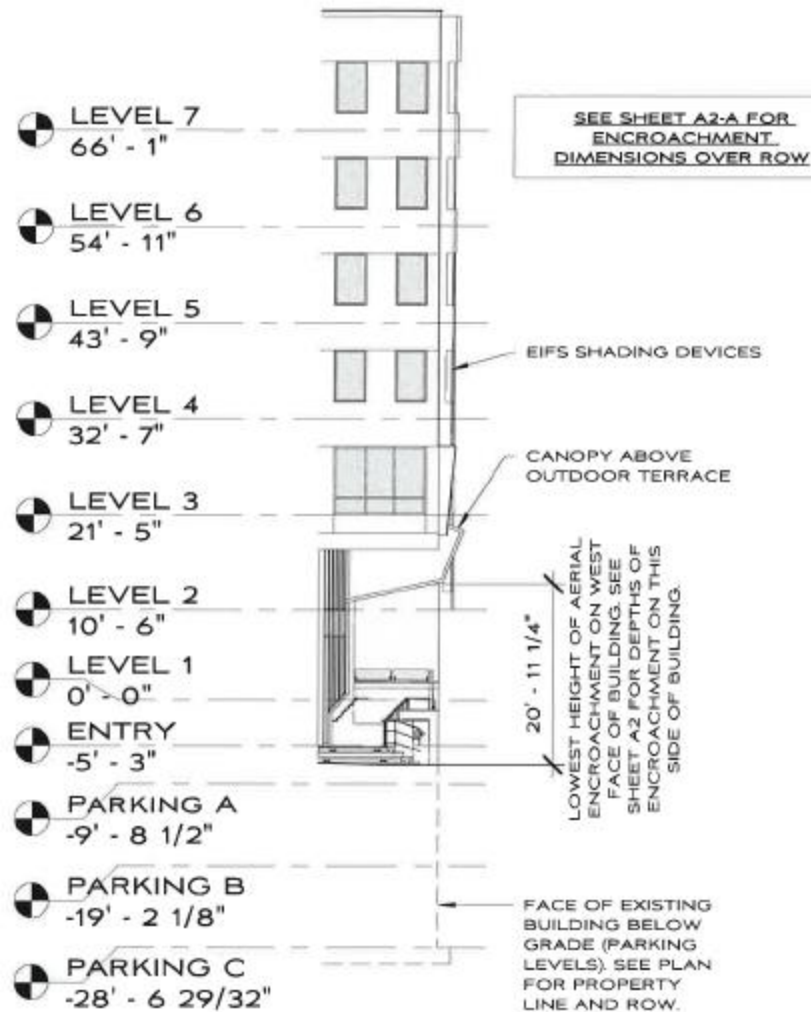 LEVEL 7
66' - 1"
SEE SHEET A2-A FOR
ENCROACHMENT
DIMENSIONS OVER ROW
LEVEL 6
54' - 11"
LEVEL 5
43' - 9"
EIFS SHADING DEVICES
LEVEL 4
32' - 7"
CANOPY ABOVE
OUTDOOR TERRACE
LEVEL 3
21' - 5"
LEVEL 2
10' - 6"
LEVEL 1
0' - 0"
ENTRY
-5' - 3"
20' - 11 1/4"
LOWEST HEIGHT OF AERIAL
ENCROACHMENT ON WEST
FACE OF BUILDING. SEE
SHEET A2 FOR DEPTHS OF
ENCROACHMENT ON THIS
SIDE OF BUILDING.
PARKING A
-9' - 8 1/2"
PARKING B
-19' - 2 1/8"
PARKING C
-28' - 6 29/32"
FACE OF EXISTING
BUILDING BELOW
GRADE (PARKING
LEVELS). SEE PLAN
FOR PROPERTY
LINE AND ROW.